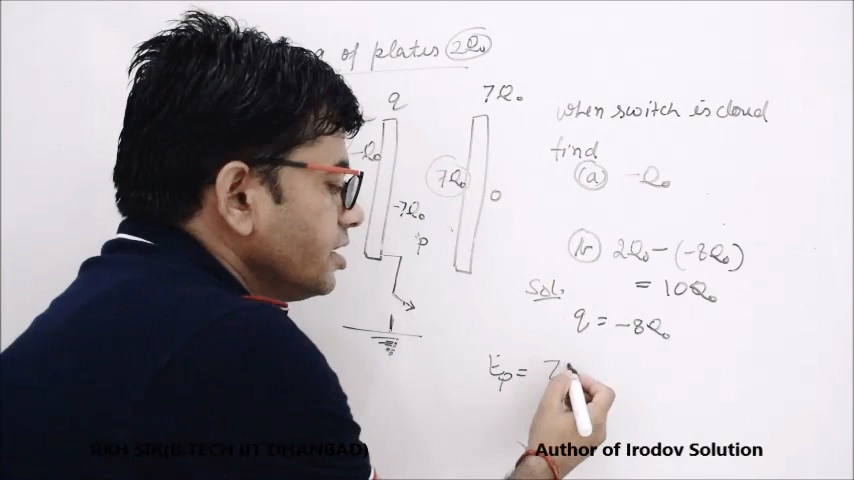 of plates 2Q₀
q
7Q₀
-Q₀
7Q₀
-7Q₀
0
P
when switch is closed
find
(a) -Q₀
(b) 2Q₀-(-8Q₀)
= 10Q₀
Sol.
q = -8Q₀
Ep = 7
RKH SIR(B.TECH IIT DHANBAD)
Author of Irodov Solution